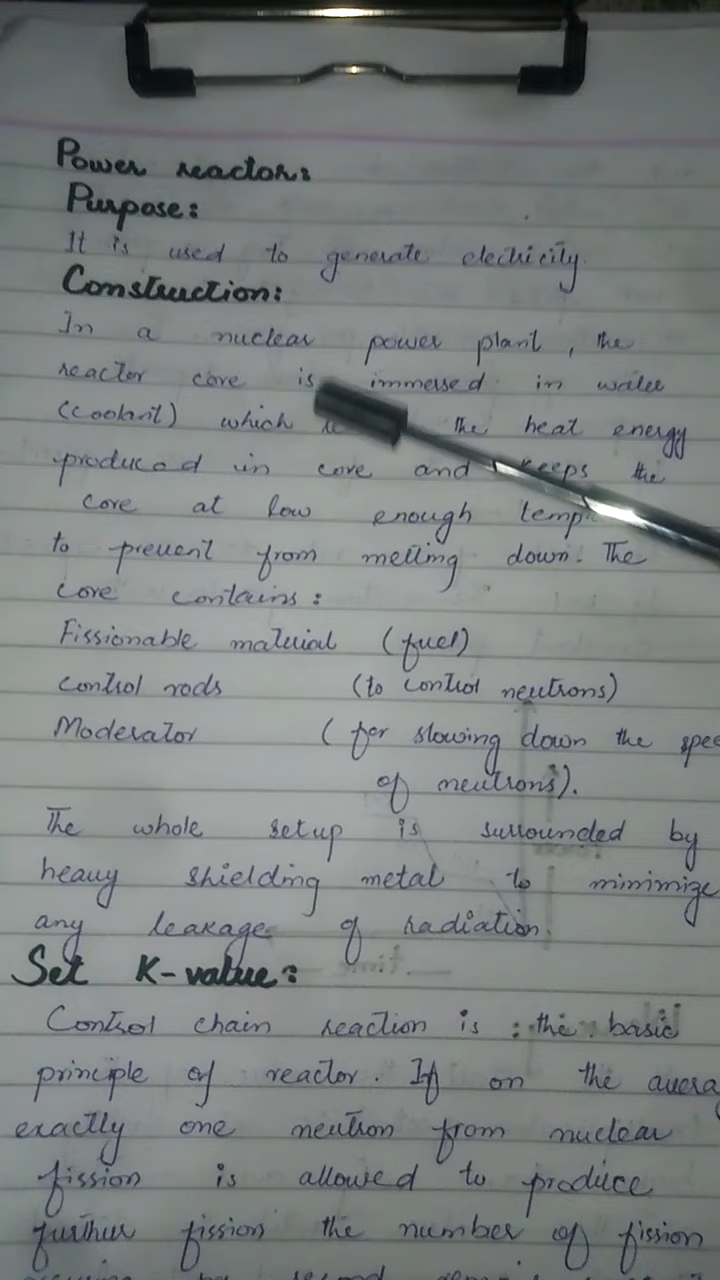 Power reactor:
Purpose:
It is used to generate electricity.
Construction:
In a nuclear power plant, the
reactor core is immersed in water
(coolant) which the heat energy
produced in core and keeps the
core at low enough temp
to prevent from melting down. The
core contains:
Fissionable material (fuel)
Control rods (to control neutrons)
Moderator (for slowing down the spee
of neutrons).
The whole setup is surrounded by
heavy shielding metal to minimize
any leakage of radiation.
Set K-value:
Control chain reaction is : the basic
principle of reactor. If on the avera
exactly one neutron from nuclear
fission is allowed to produce
further fission the number of fission
second